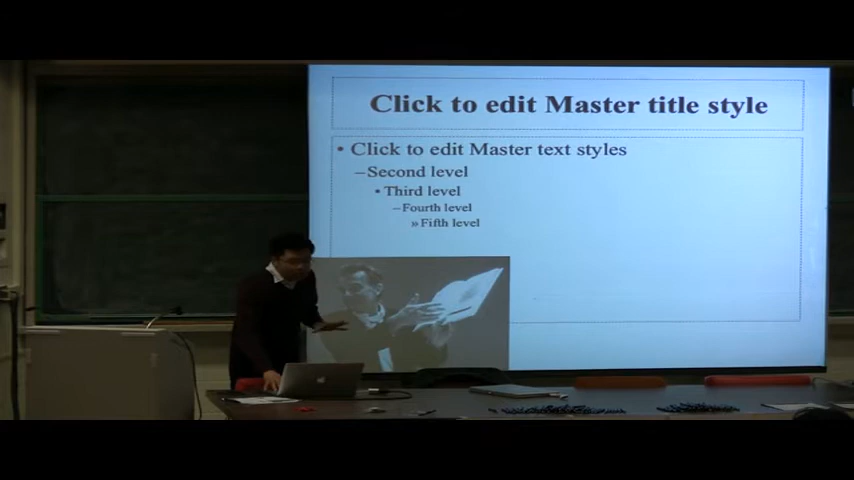 Click to edit Master title style
• Click to edit Master text styles
–Second level
• Third level
–Fourth level
» Fifth level